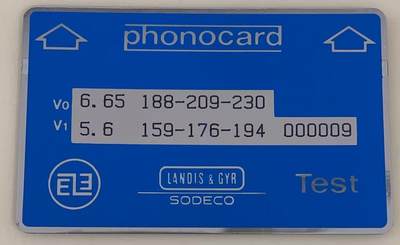 phonocard
V0 6.65 188-209-230
V1 5.6 159-176-194 000009
LANDIS & GYR
SODECO
Test